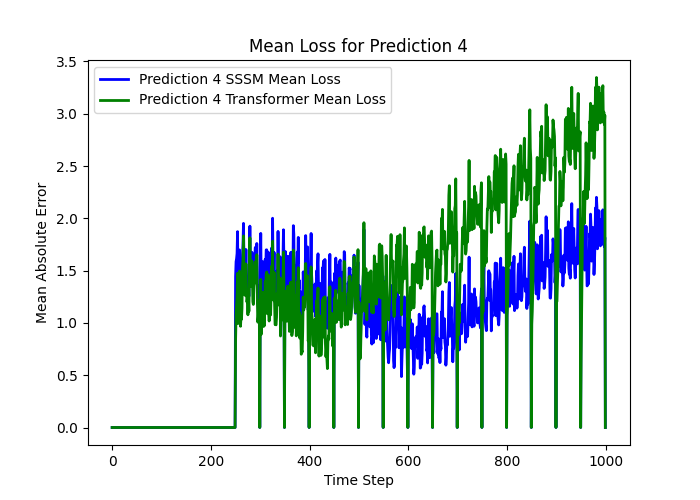 Mean Loss for Prediction 4
Prediction 4 SSSM Mean Loss
Prediction 4 Transformer Mean Loss
3.5
3.0
2.5
2.0
1.5
1.0
0.5
0.0
Mean Absolute Error
0 200 400 600 800 1000
Time Step